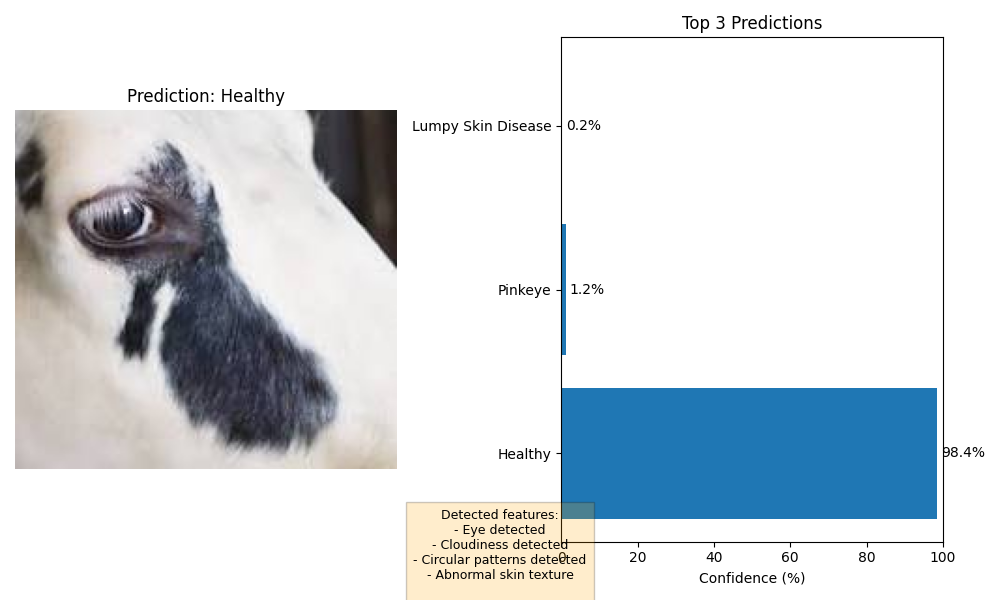 Top 3 Predictions
Prediction: Healthy
Lumpy Skin Disease
0.2%
Pinkeye
1.2%
Healthy
98.4%
Detected features:
- Eye detected
- Cloudiness detected
- Circular patterns detected
- Abnormal skin texture
0 20 40 60 80 100
Confidence (%)